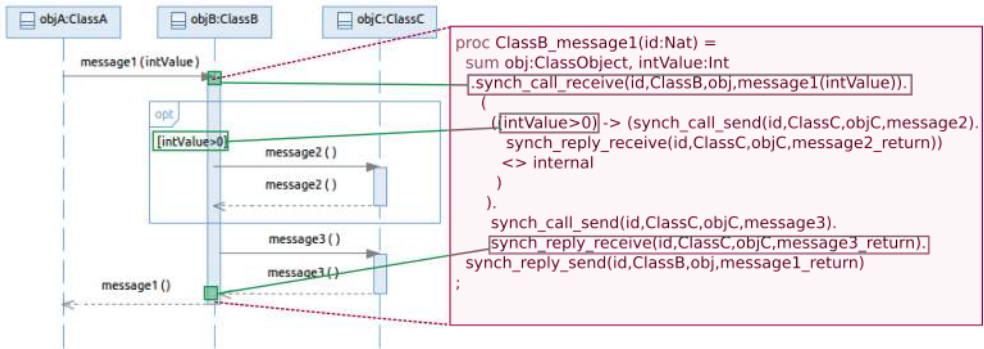 objA:ClassA
objB:ClassB
objC:ClassC
message1 (intValue)
opt
[intValue>0]
message2 ( )
message2 ( )
message3 ( )
message3 ( )
message1 ( )
proc ClassB_message1(id:Nat) =
sum obj:ClassObject, intValue:Int
.synch_call_receive(id,ClassB,obj,message1(intValue)).
(
((intValue>0) -> (synch_call_send(id,ClassC,objC,message2).
synch_reply_receive(id,ClassC,objC,message2_return))
<> internal
)
).
synch_call_send(id,ClassC,objC,message3).
synch_reply_receive(id,ClassC,objC,message3_return).
synch_reply_send(id,ClassB,obj,message1_return)
;